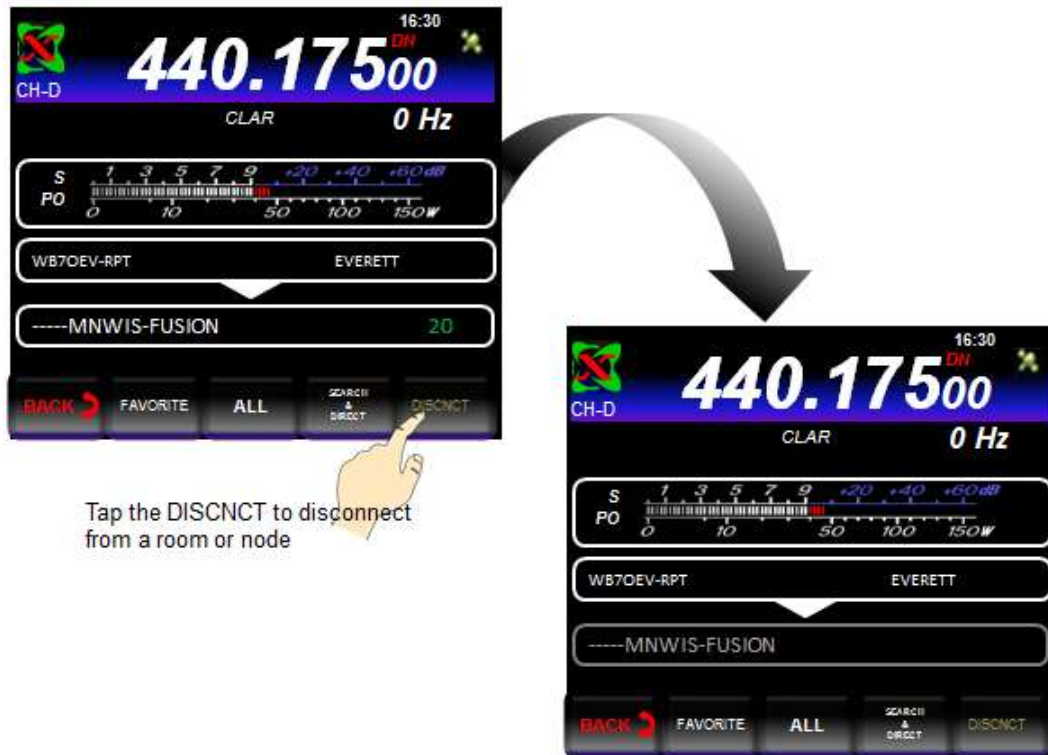 16:30
440.17500
DN
CH-D
CLAR 0 Hz
S 1 3 5 7 9 +20 +40 +60dB
PO 0 10 50 100 150W
WB7OEV-RPT EVERETT
-----MNWIS-FUSION 20
BACK FAVORITE ALL SEARCH & DIRECT DISCNCT
Tap the DISCNCT to disconnect
from a room or node
16:30
440.17500
DN
CH-D
CLAR 0 Hz
S 1 3 5 7 9 +20 +40 +60dB
PO 0 10 50 100 150W
WB7OEV-RPT EVERETT
-----MNWIS-FUSION
BACK FAVORITE ALL SEARCH & DIRECT DISCNCT